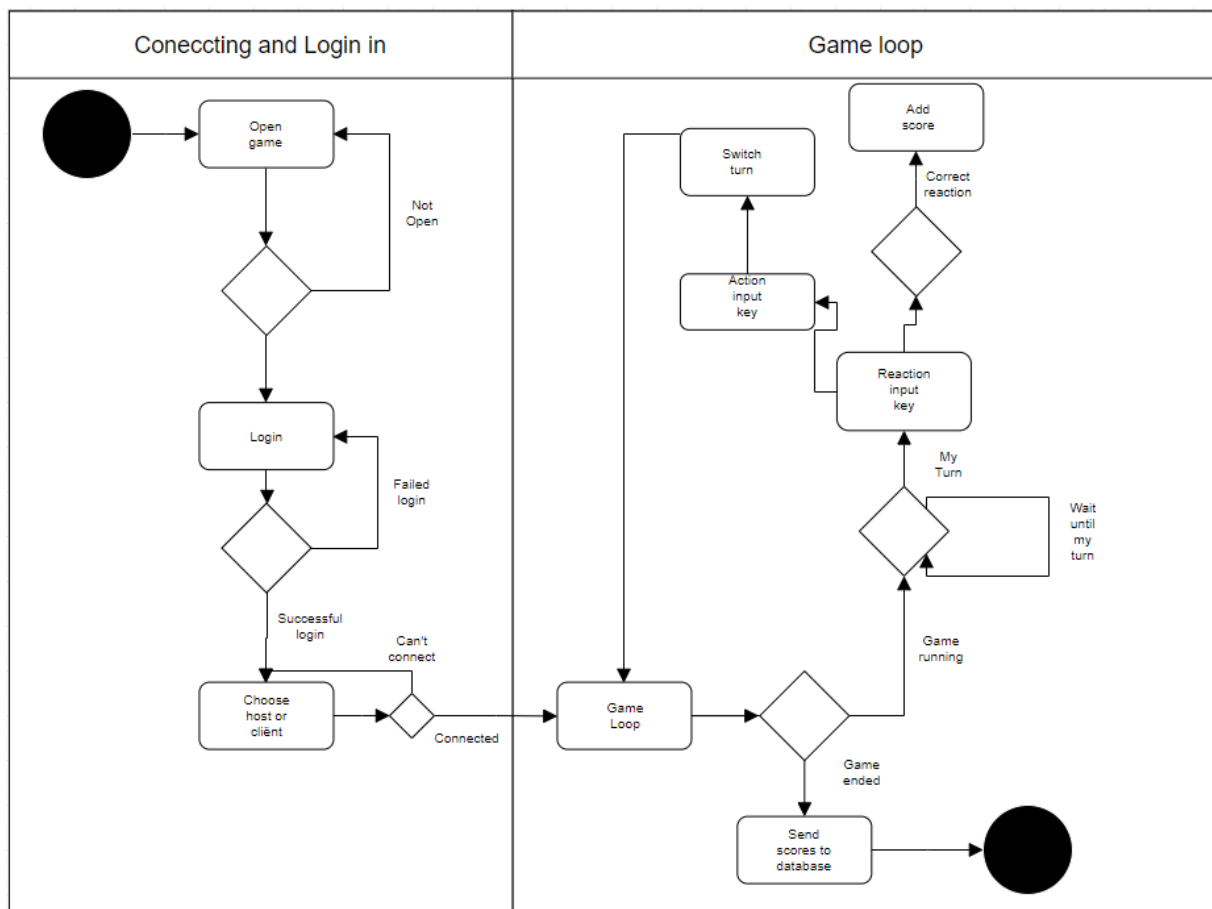 Coneccting and Login in
Game loop
Open
game
Not
Open
Login
Failed
login
Successful
login
Can't
connect
Choose
host or
cliënt
Connected
Add
score
Switch
turn
Correct
reaction
Action
input
key
Reaction
input
key
My
Turn
Wait
until
my
turn
Game
running
Game
Loop
Game
ended
Send
scores to
database